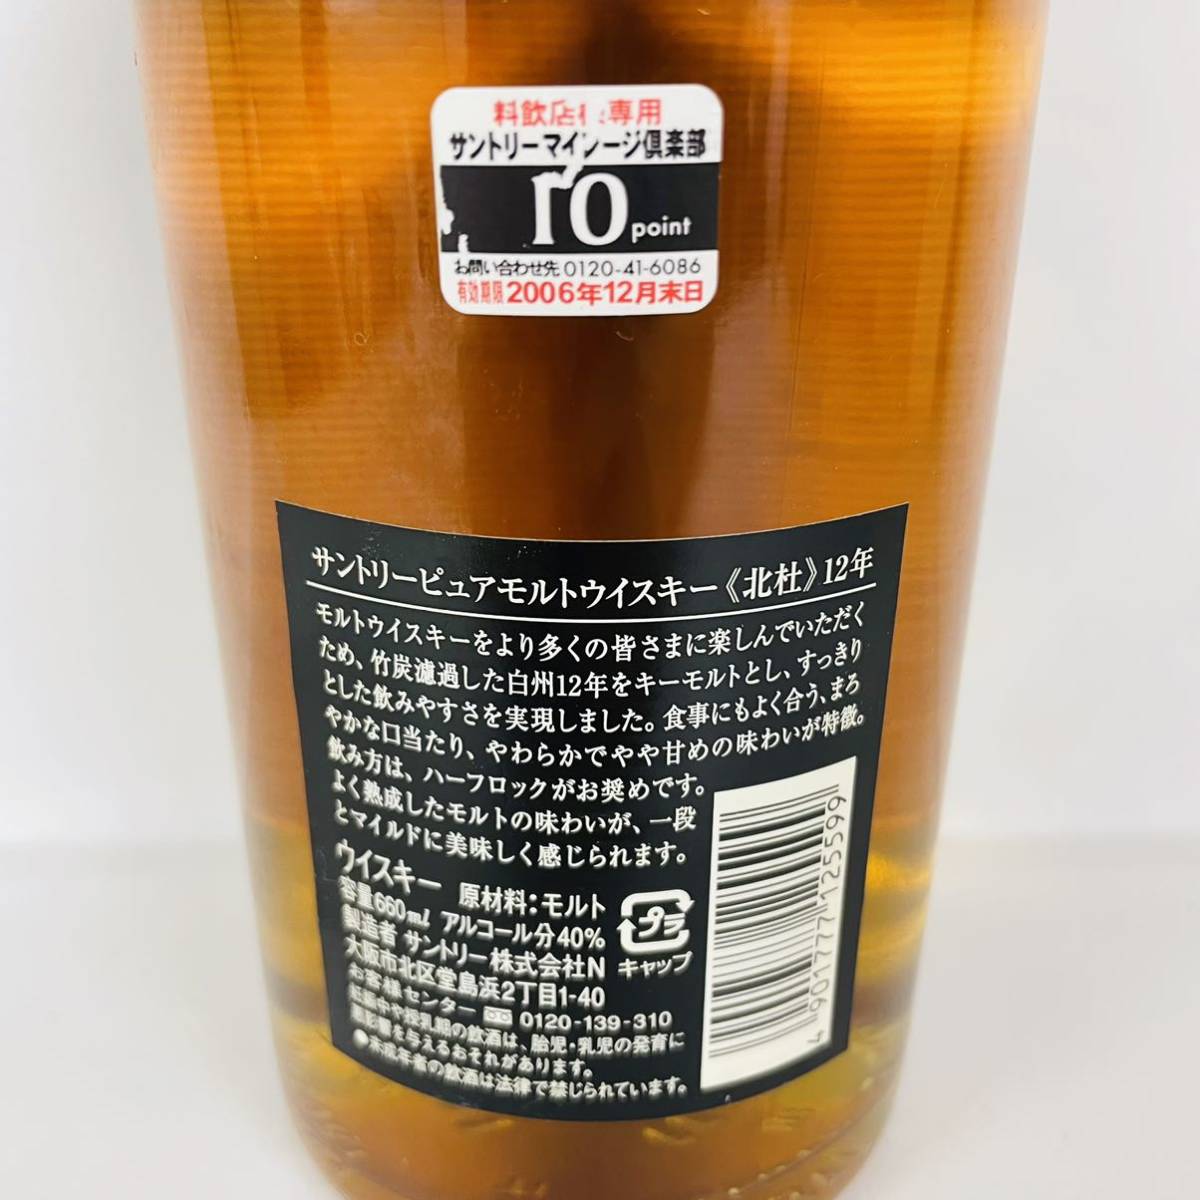 料飲店様専用
サントリーマイレージ倶楽部
10 point
お問い合わせ先 0120-41-6086
有効期限 2006年12月末日
サントリーピュアモルトウイスキー《北杜》12年
モルトウイスキーをより多くの皆さまに楽しんでいただく
ため、竹炭濾過した白州12年をキーモルトとし、すっきり
とした飲みやすさを実現しました。食事にもよく合う、まろ
やかな口当たり、やわらかでやや甘めの味わいが特徴。
飲み方は、ハーフロックがお奨めです。
よく熟成したモルトの味わいが、一段
とマイルドに美味しく感じられます。
ウイスキー 原材料:モルト
容量660ml アルコール分40%
製造者 サントリー株式会社N
大阪市北区堂島浜2丁目1-40
お客様センター 0120-139-310
妊娠中や授乳期の飲酒は、胎児・乳児の発育に
悪影響を与えるおそれがあります。
●未成年者の飲酒は法律で禁じられています。
プラ
キャップ
4 901777 125599